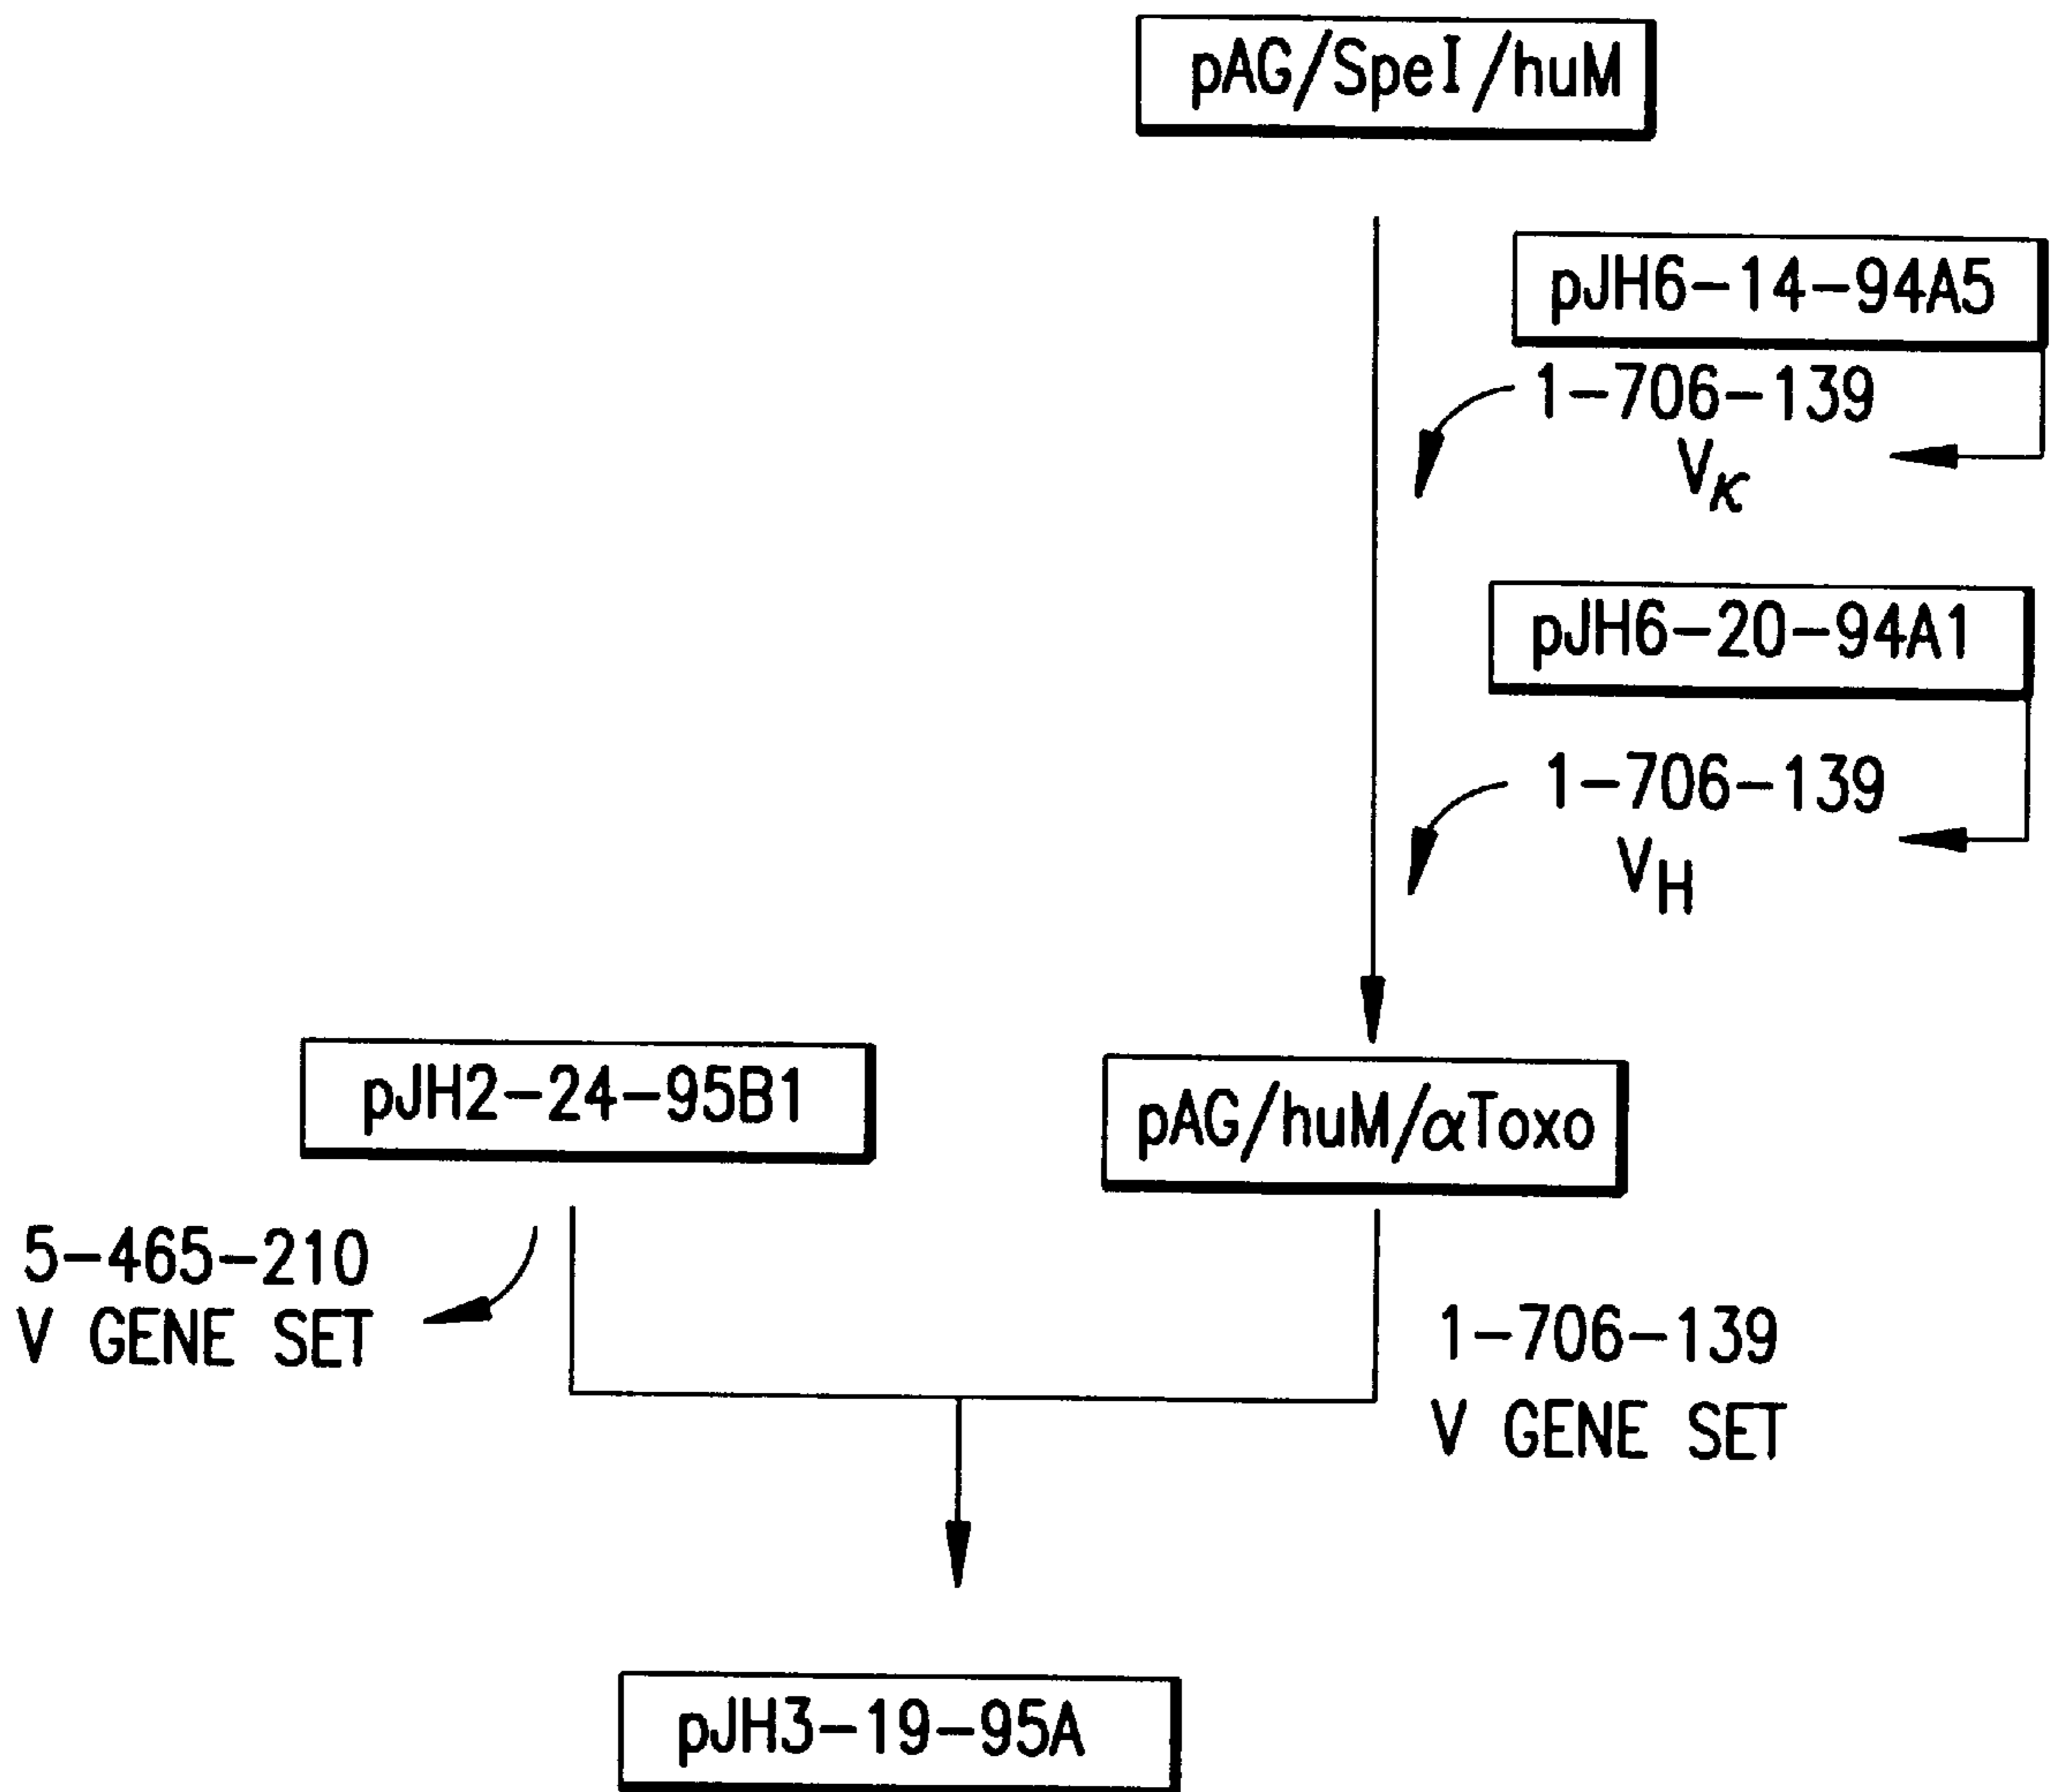 pAG/SpeI/huM
pJH6-14-94A5
1-706-139
Vκ
pJH6-20-94A1
1-706-139
VH
pJH2-24-95B1
pAG/huM/αToxo
5-465-210
V GENE SET
1-706-139
V GENE SET
pJH3-19-95A